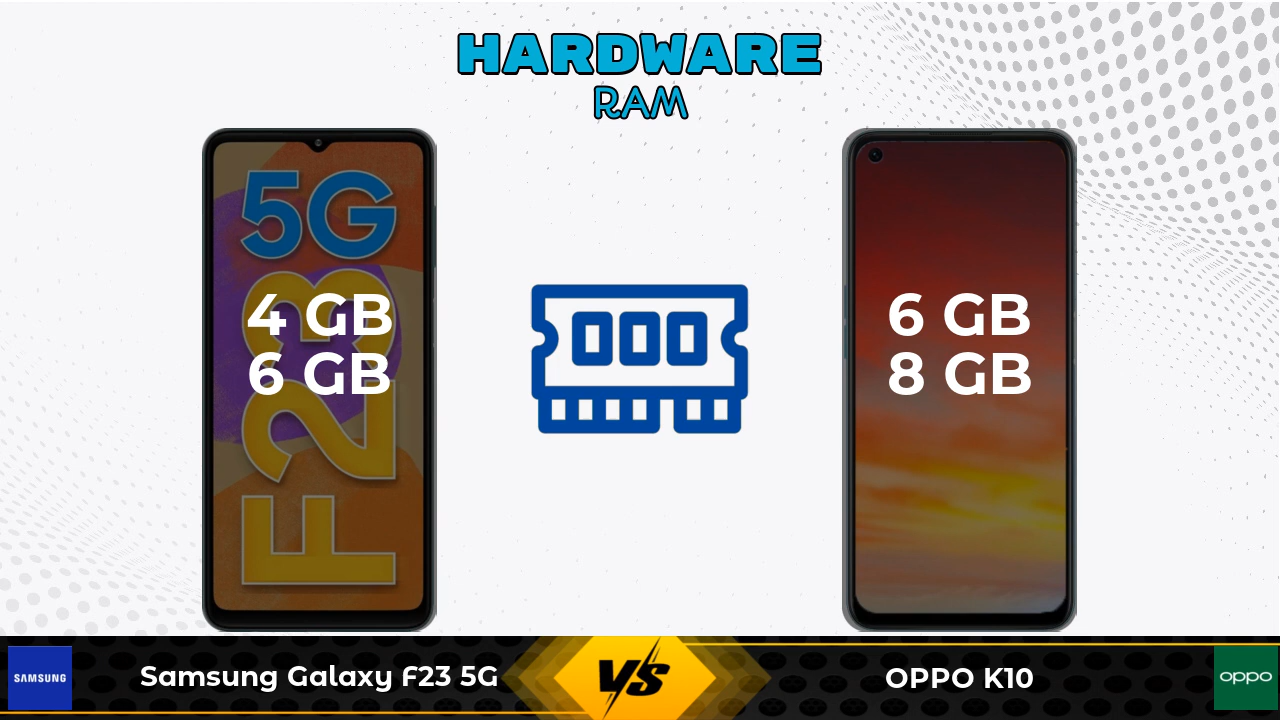 HARDWARE
RAM
5G
F23
4 GB
6 GB
6 GB
8 GB
SAMSUNG
Samsung Galaxy F23 5G
VS
OPPO K10
oppo